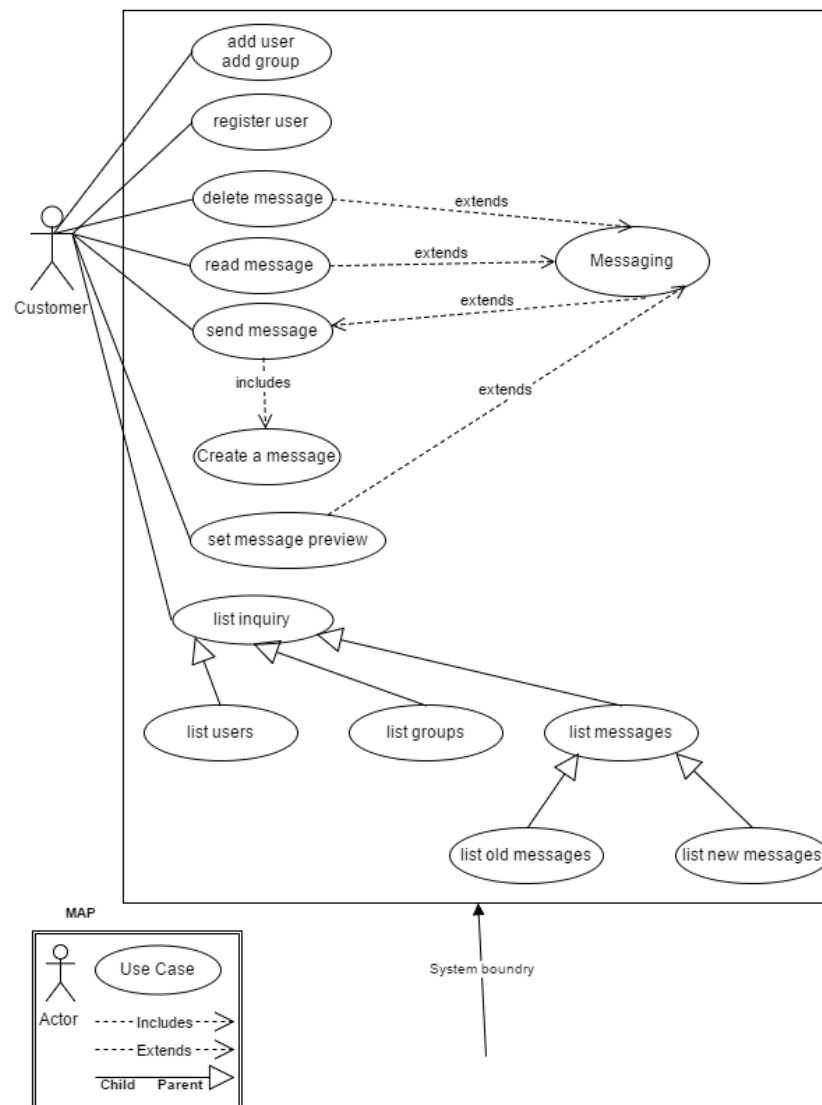 add user
add group
register user
delete message
extends
read message
extends
Messaging
Customer
send message
extends
includes
extends
Create a message
set message preview
list inquiry
list users
list groups
list messages
list old messages
list new messages
MAP
System boundry
Use Case
Actor
Includes
Extends
Child Parent